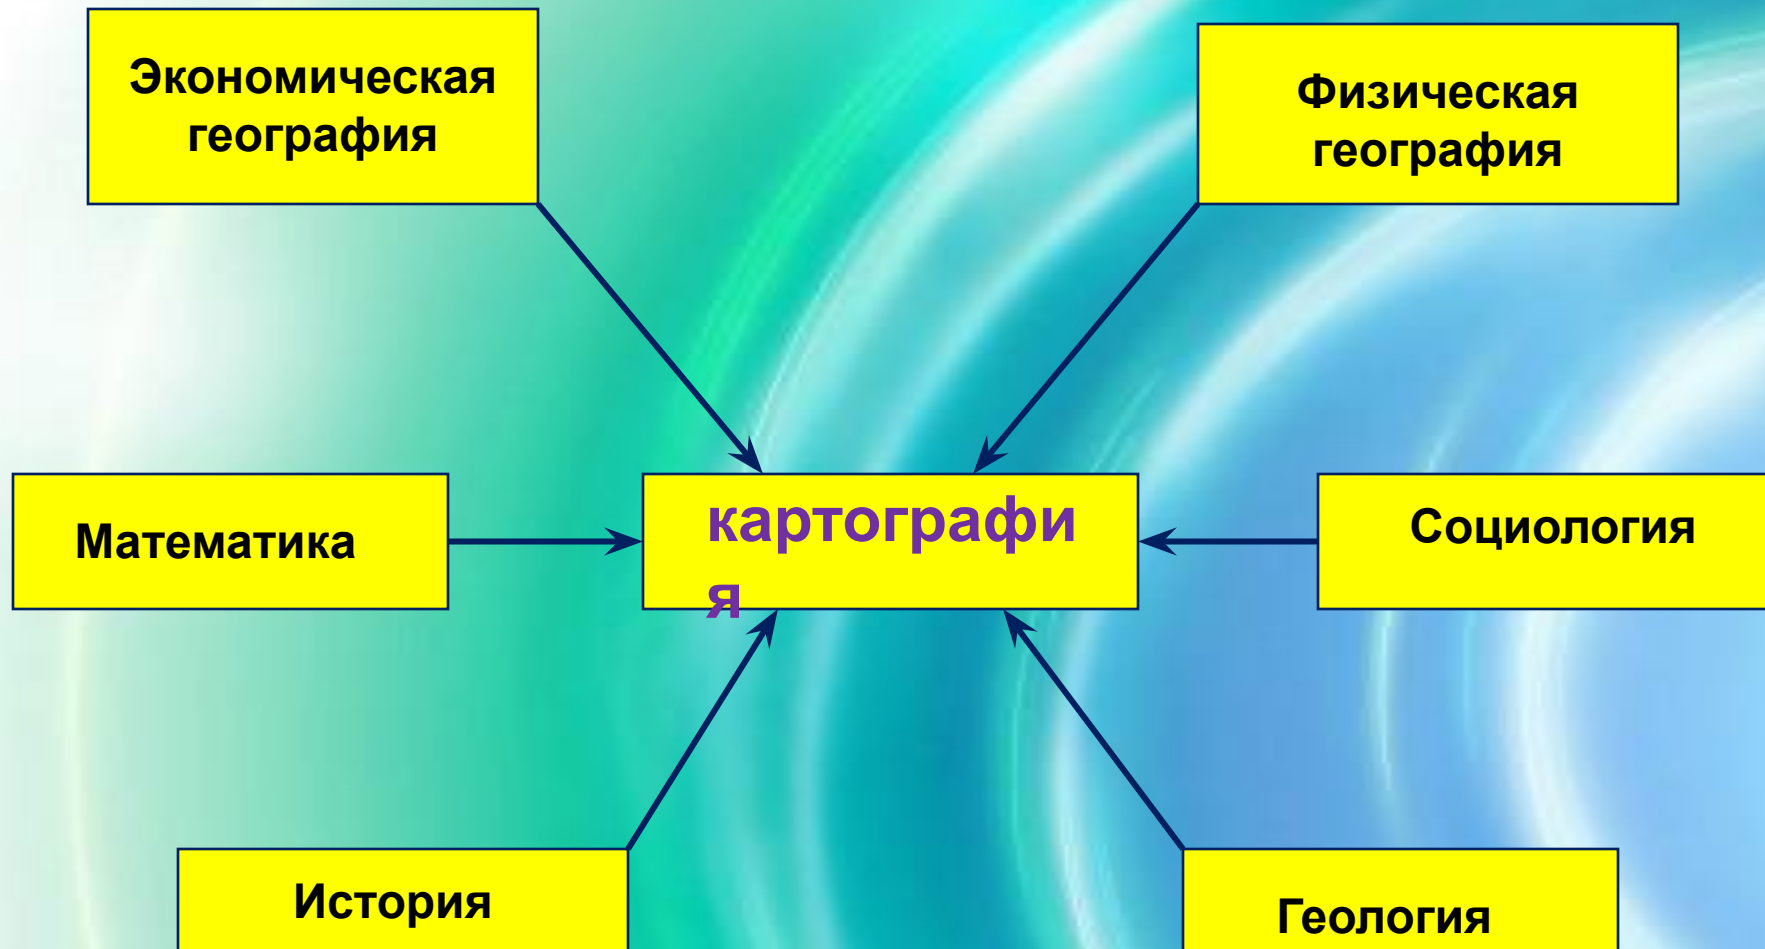 Экономическая
география
Физическая
география
Математика
картографи
я
Социология
История
Геология